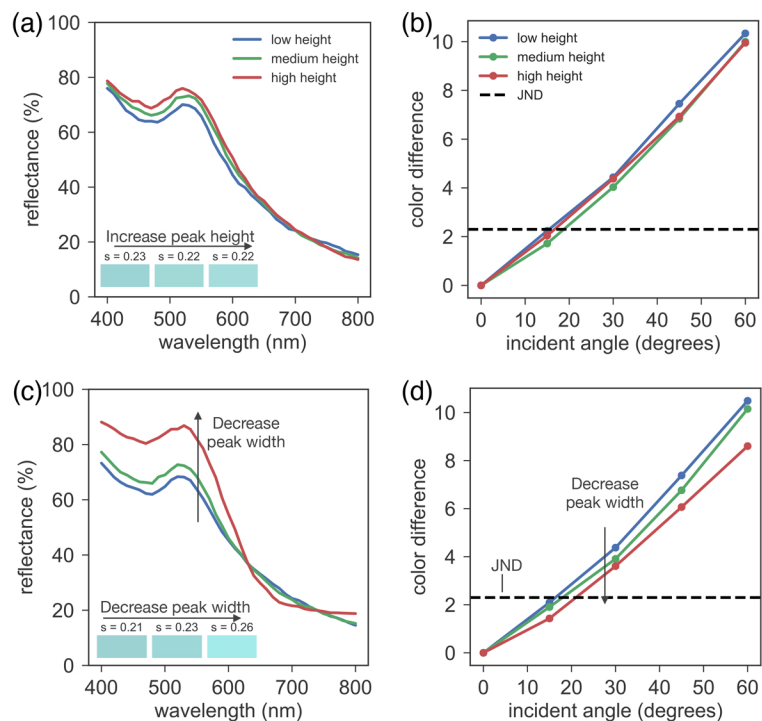 (a)
100
80
60
40
20
0
reflectance (%)
low height
medium height
high height
Increase peak height
s = 0.23 s = 0.22 s = 0.22
400 500 600 700 800
wavelength (nm)
(b)
10
8
6
4
2
0
color difference
low height
medium height
high height
JND
0 10 20 30 40 50 60
incident angle (degrees)
(c)
100
80
60
40
20
0
reflectance (%)
Decrease
peak width
Decrease peak width
s = 0.21 s = 0.23 s = 0.26
400 500 600 700 800
wavelength (nm)
(d)
10
8
6
4
2
0
color difference
Decrease
peak width
JND
0 10 20 30 40 50 60
incident angle (degrees)